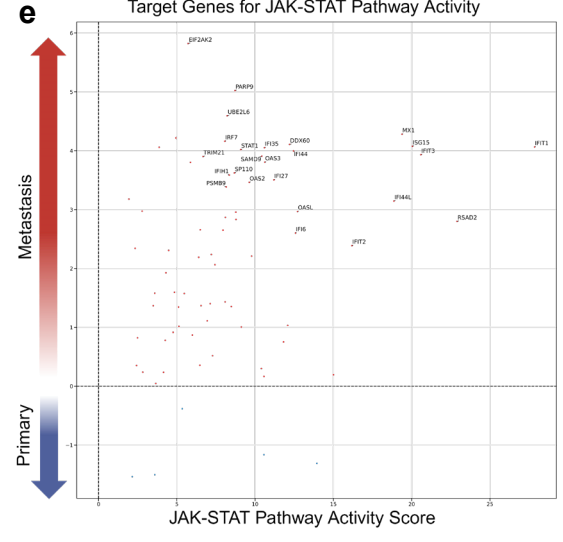 e
Target Genes for JAK-STAT Pathway Activity
Metastasis
Primary
6
5
4
3
2
1
0
−1
EIF2AK2
PARP9
UBE2L6
MX1
IRF7
DDX60
STAT1
IFI35
ISG15
IFIT1
TRIM21
SAMD9
OAS3
IFI44
IFIT3
IFIH1
SP110
PSMB9
OAS2
IFI27
IFI44L
OASL
RSAD2
IFI6
IFIT2
0
5
10
15
20
25
JAK-STAT Pathway Activity Score